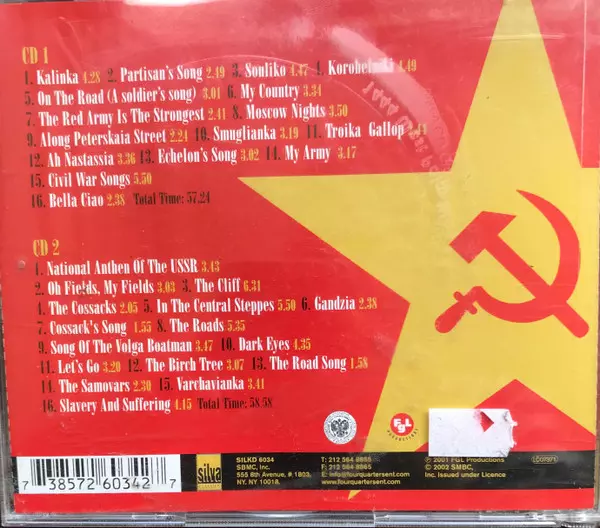 CD 1
1. Kalinka 4.28 2. Partisan's Song 2.49 3. Souliko 4.47 4. 4.49
5. On The Road (A soldier's song) 3.01 6. My Country 3.34
7. The Red Army Is The Strongest 2.41 8. Moscow Nights 3.50
9. Along Peterskaia Street 2.24 10. Smuglianka 3.19 11. Troika Gallop
12. Ah Nastassia 3.36 13. Echelon's Song 3.02 14. My Army 3.17
15. Civil War Songs 5.50
16. Bella Ciao 2.38 Total Time: 57.24
CD 2
1. National Anthen Of The USSR 3.43
2. Oh Fields, My Fields 3.03 3. The Cliff 6.31
4. The Cossacks 2.05 5. In The Central Steppes 5.50 6. Gandzia 2.38
7. Cossack's Song 1.55 8. The Roads 5.35
9. Song Of The Volga Boatman 3.47 10. Dark Eyes 4.35
11. Let's Go 3.20 12. The Birch Tree 3.07 13. The Road Song 1.58
14. The Samovars 2.30 15. Varchavianka 3.41
16. Slavery And Suffering 4.15 Total Time: 58.58
FGL
PRODUCTIONS
7 38572 60342 7
silva
SILKD 6034
SBMC, Inc.
555 8th Avenue, # 1803,
NY, NY, 10018.
T: 212 564 8855
F: 212 564 8865
E: info@fourquartersent.com
www.fourquartersent.com
℗ 2001 FGL Productions
© 2002 SMBC,
Inc. Issued under Licence